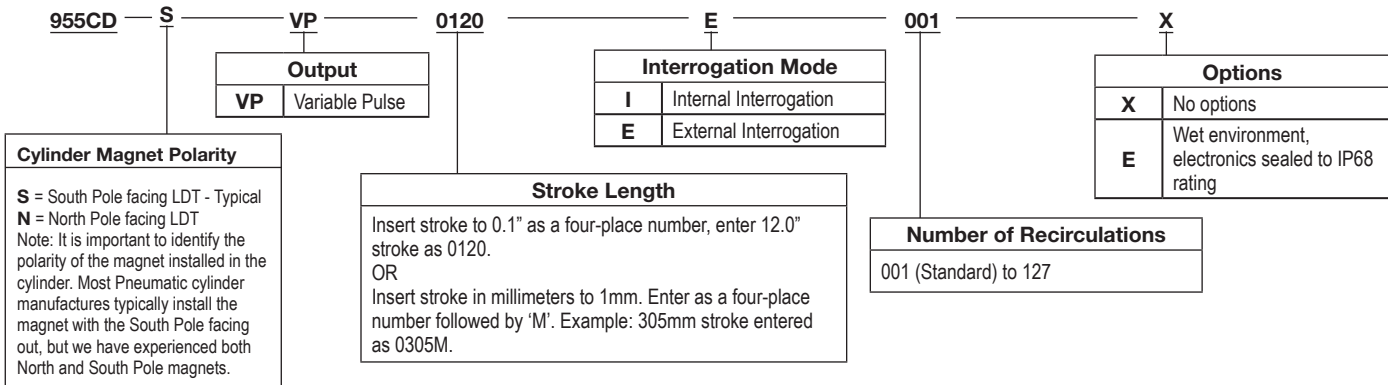 955CD S VP 0120 E 001 X
Output
VP Variable Pulse
Interrogation Mode
I Internal Interrogation
E External Interrogation
Options
X No options
E Wet environment,
electronics sealed to IP68
rating
Cylinder Magnet Polarity
S = South Pole facing LDT - Typical
N = North Pole facing LDT
Note: It is important to identify the
polarity of the magnet installed in the
cylinder. Most Pneumatic cylinder
manufactures typically install the
magnet with the South Pole facing
out, but we have experienced both
North and South Pole magnets.
Stroke Length
Insert stroke to 0.1” as a four-place number, enter 12.0”
stroke as 0120.
OR
Insert stroke in millimeters to 1mm. Enter as a four-place
number followed by ‘M’. Example: 305mm stroke entered
as 0305M.
Number of Recirculations
001 (Standard) to 127